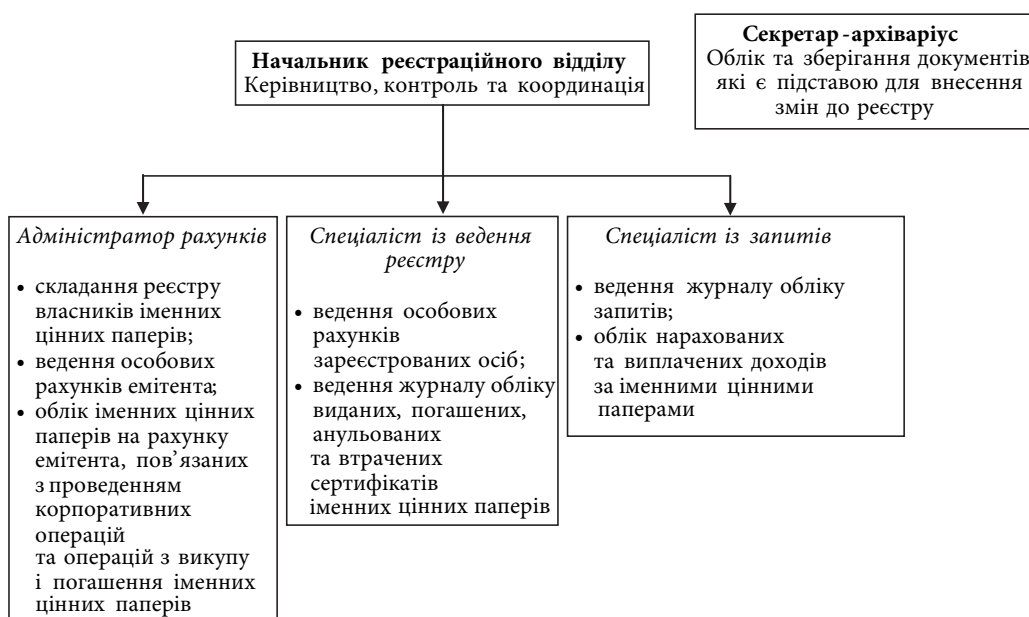 Начальник реєстраційного відділу
Керівництво, контроль та координація
Секретар-архіваріус
Облік та зберігання документів
які є підставою для внесення
змін до реєстру
Адміністратор рахунків
• складання реєстру
власників іменних
цінних паперів;
• ведення особових
рахунків емітента;
• облік іменних цінних
паперів на рахунку
емітента, пов’язаних
з проведенням
корпоративних
операцій
та операцій з викупу
і погашення іменних
цінних паперів
Спеціаліст із ведення
реєстру
• ведення особових
рахунків
зареєстрованих осіб;
• ведення журналу обліку
виданих, погашених,
анульованих
та втрачених
сертифікатів
іменних цінних паперів
Спеціаліст із запитів
• ведення журналу обліку
запитів;
• облік нарахованих
та виплачених доходів
за іменними цінними
паперами